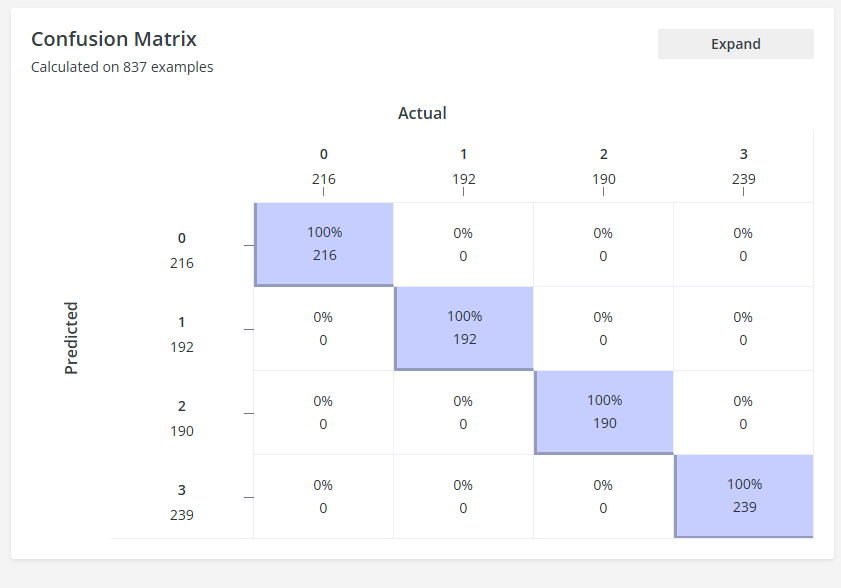 Confusion Matrix
Expand
Calculated on 837 examples
Actual
0 1 2 3
216 192 190 239
Predicted
0
216
100% 0% 0% 0%
216 0 0 0
1
192
0% 100% 0% 0%
0 192 0 0
2
190
0% 0% 100% 0%
0 0 190 0
3
239
0% 0% 0% 100%
0 0 0 239